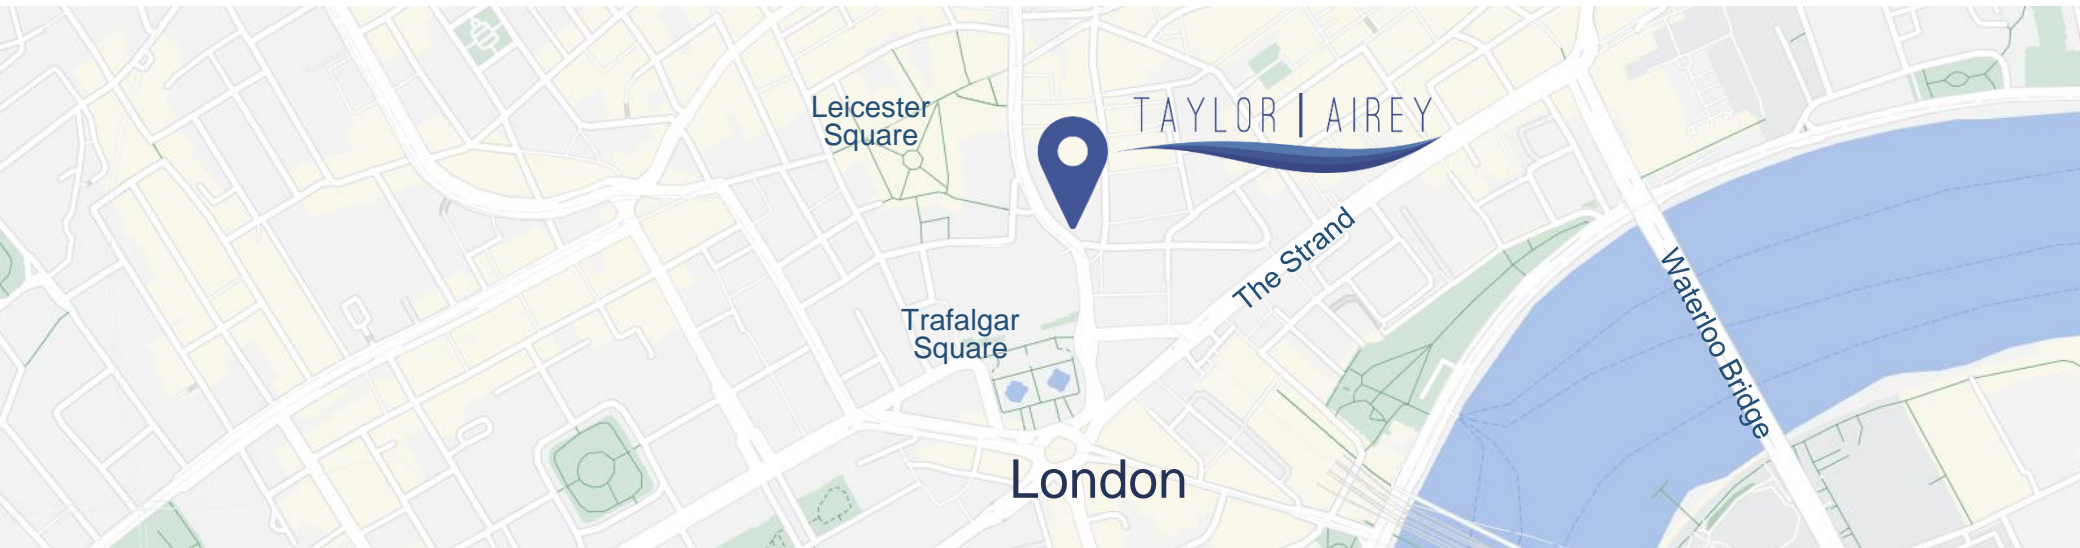 Leicester
Square
TAYLOR | AIREY
The Strand
Trafalgar
Square
Waterloo Bridge
London